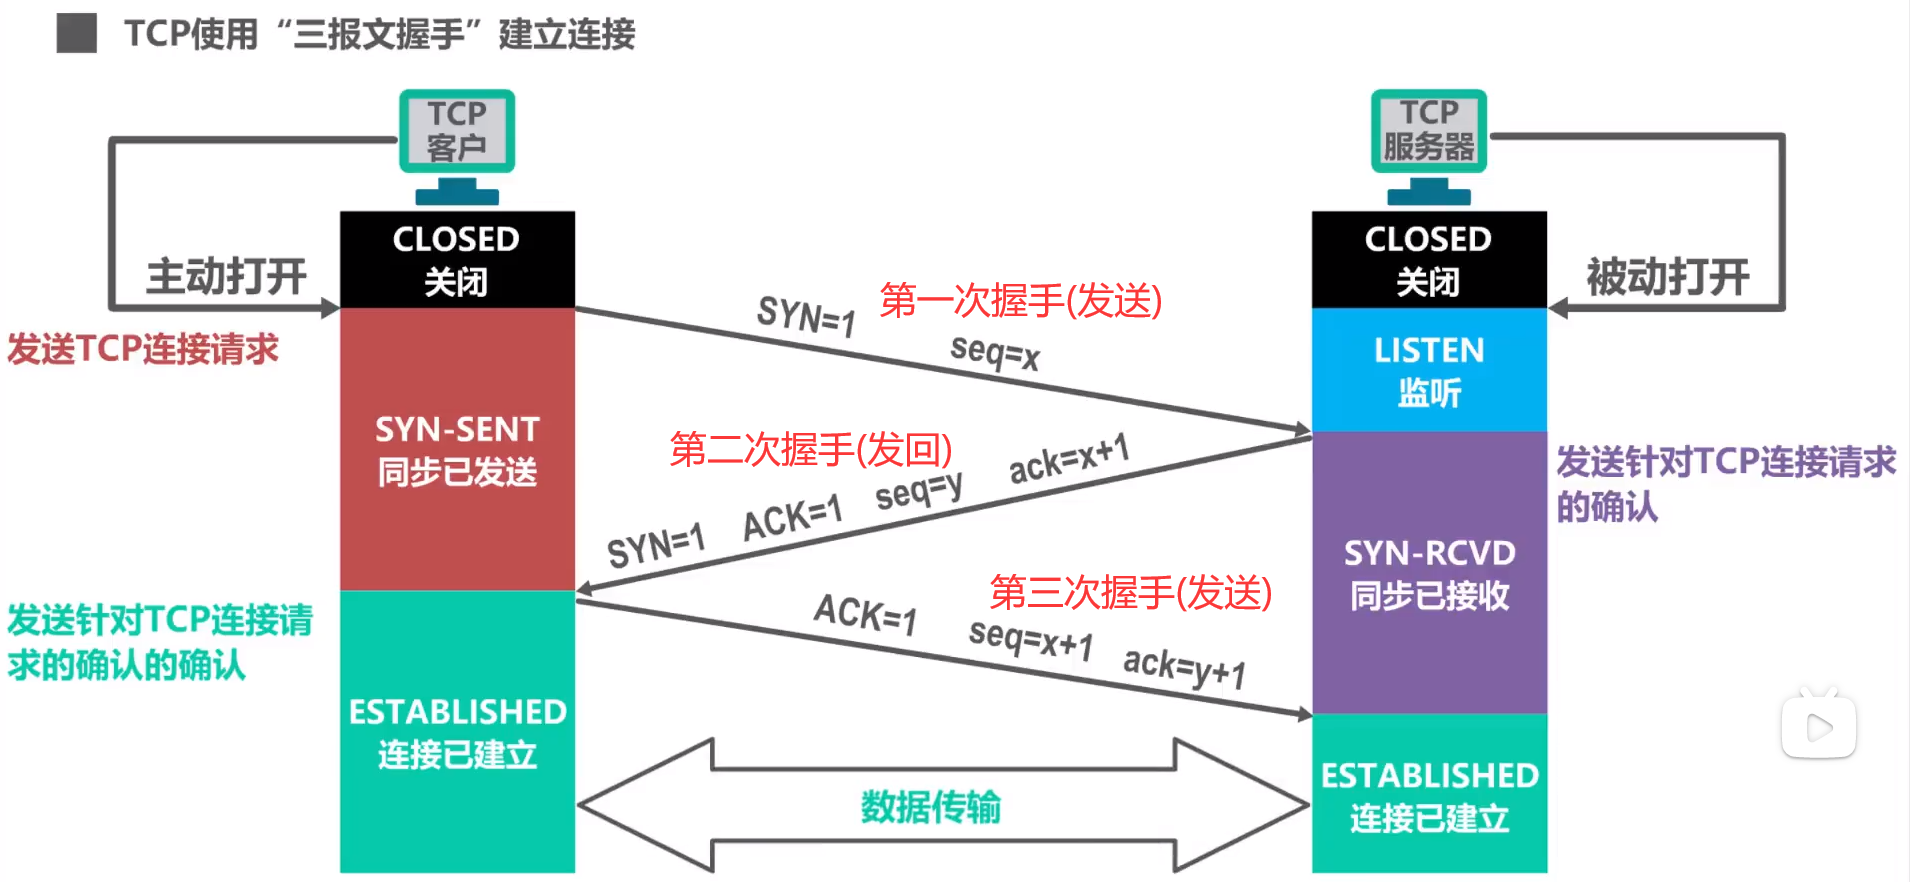 TCP使用“三报文握手”建立连接
TCP
客户
TCP
服务器
CLOSED
关闭
CLOSED
关闭
主动打开
被动打开
发送TCP连接请求
SYN=1
第一次握手(发送)
seq=x
LISTEN
监听
SYN-SENT
同步已发送
第二次握手(发回)
SYN=1 ACK=1 seq=y ack=x+1
发送针对TCP连接请求
的确认
SYN-RCVD
同步已接收
第三次握手(发送)
ACK=1 seq=x+1 ack=y+1
发送针对TCP连接请
求的确认的确认
ESTABLISHED
连接已建立
数据传输
ESTABLISHED
连接已建立